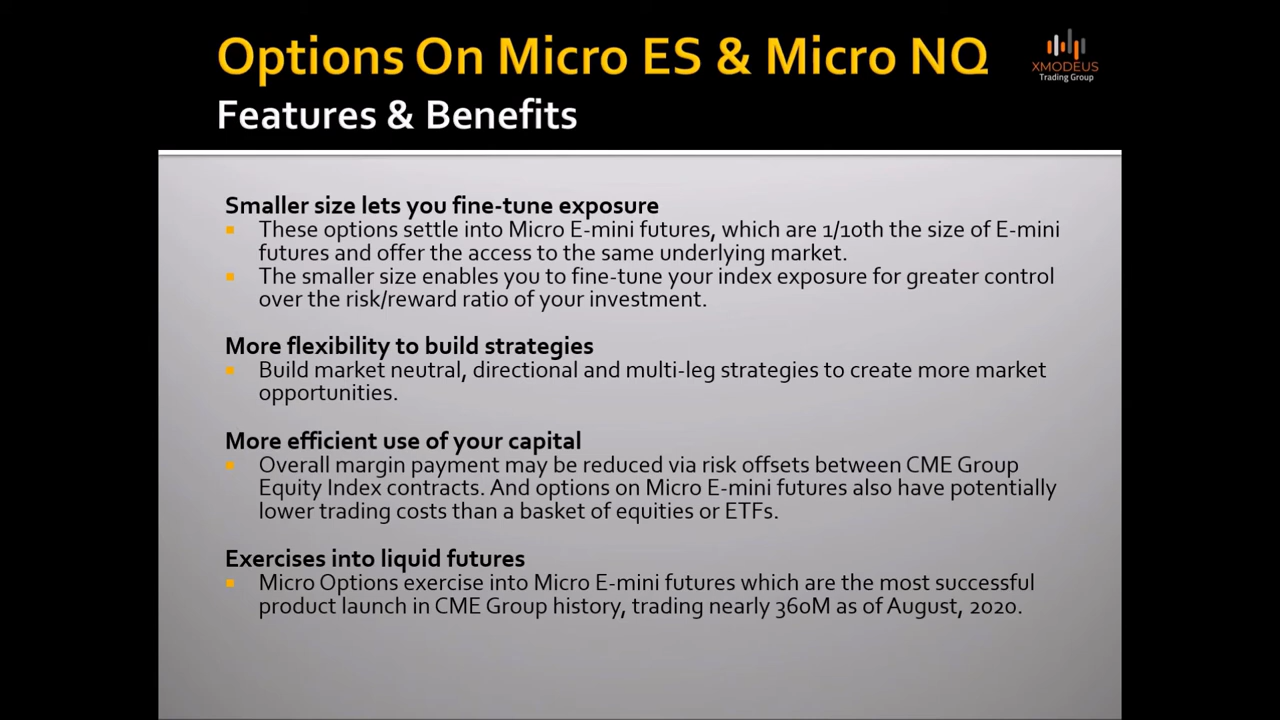 Options On Micro ES & Micro NQ
XMODEUS
Trading Group
Features & Benefits
Smaller size lets you fine-tune exposure
These options settle into Micro E-mini futures, which are 1/10th the size of E-mini
futures and offer the access to the same underlying market.
The smaller size enables you to fine-tune your index exposure for greater control
over the risk/reward ratio of your investment.
More flexibility to build strategies
Build market neutral, directional and multi-leg strategies to create more market
opportunities.
More efficient use of your capital
Overall margin payment may be reduced via risk offsets between CME Group
Equity Index contracts. And options on Micro E-mini futures also have potentially
lower trading costs than a basket of equities or ETFs.
Exercises into liquid futures
Micro Options exercise into Micro E-mini futures which are the most successful
product launch in CME Group history, trading nearly 360M as of August, 2020.